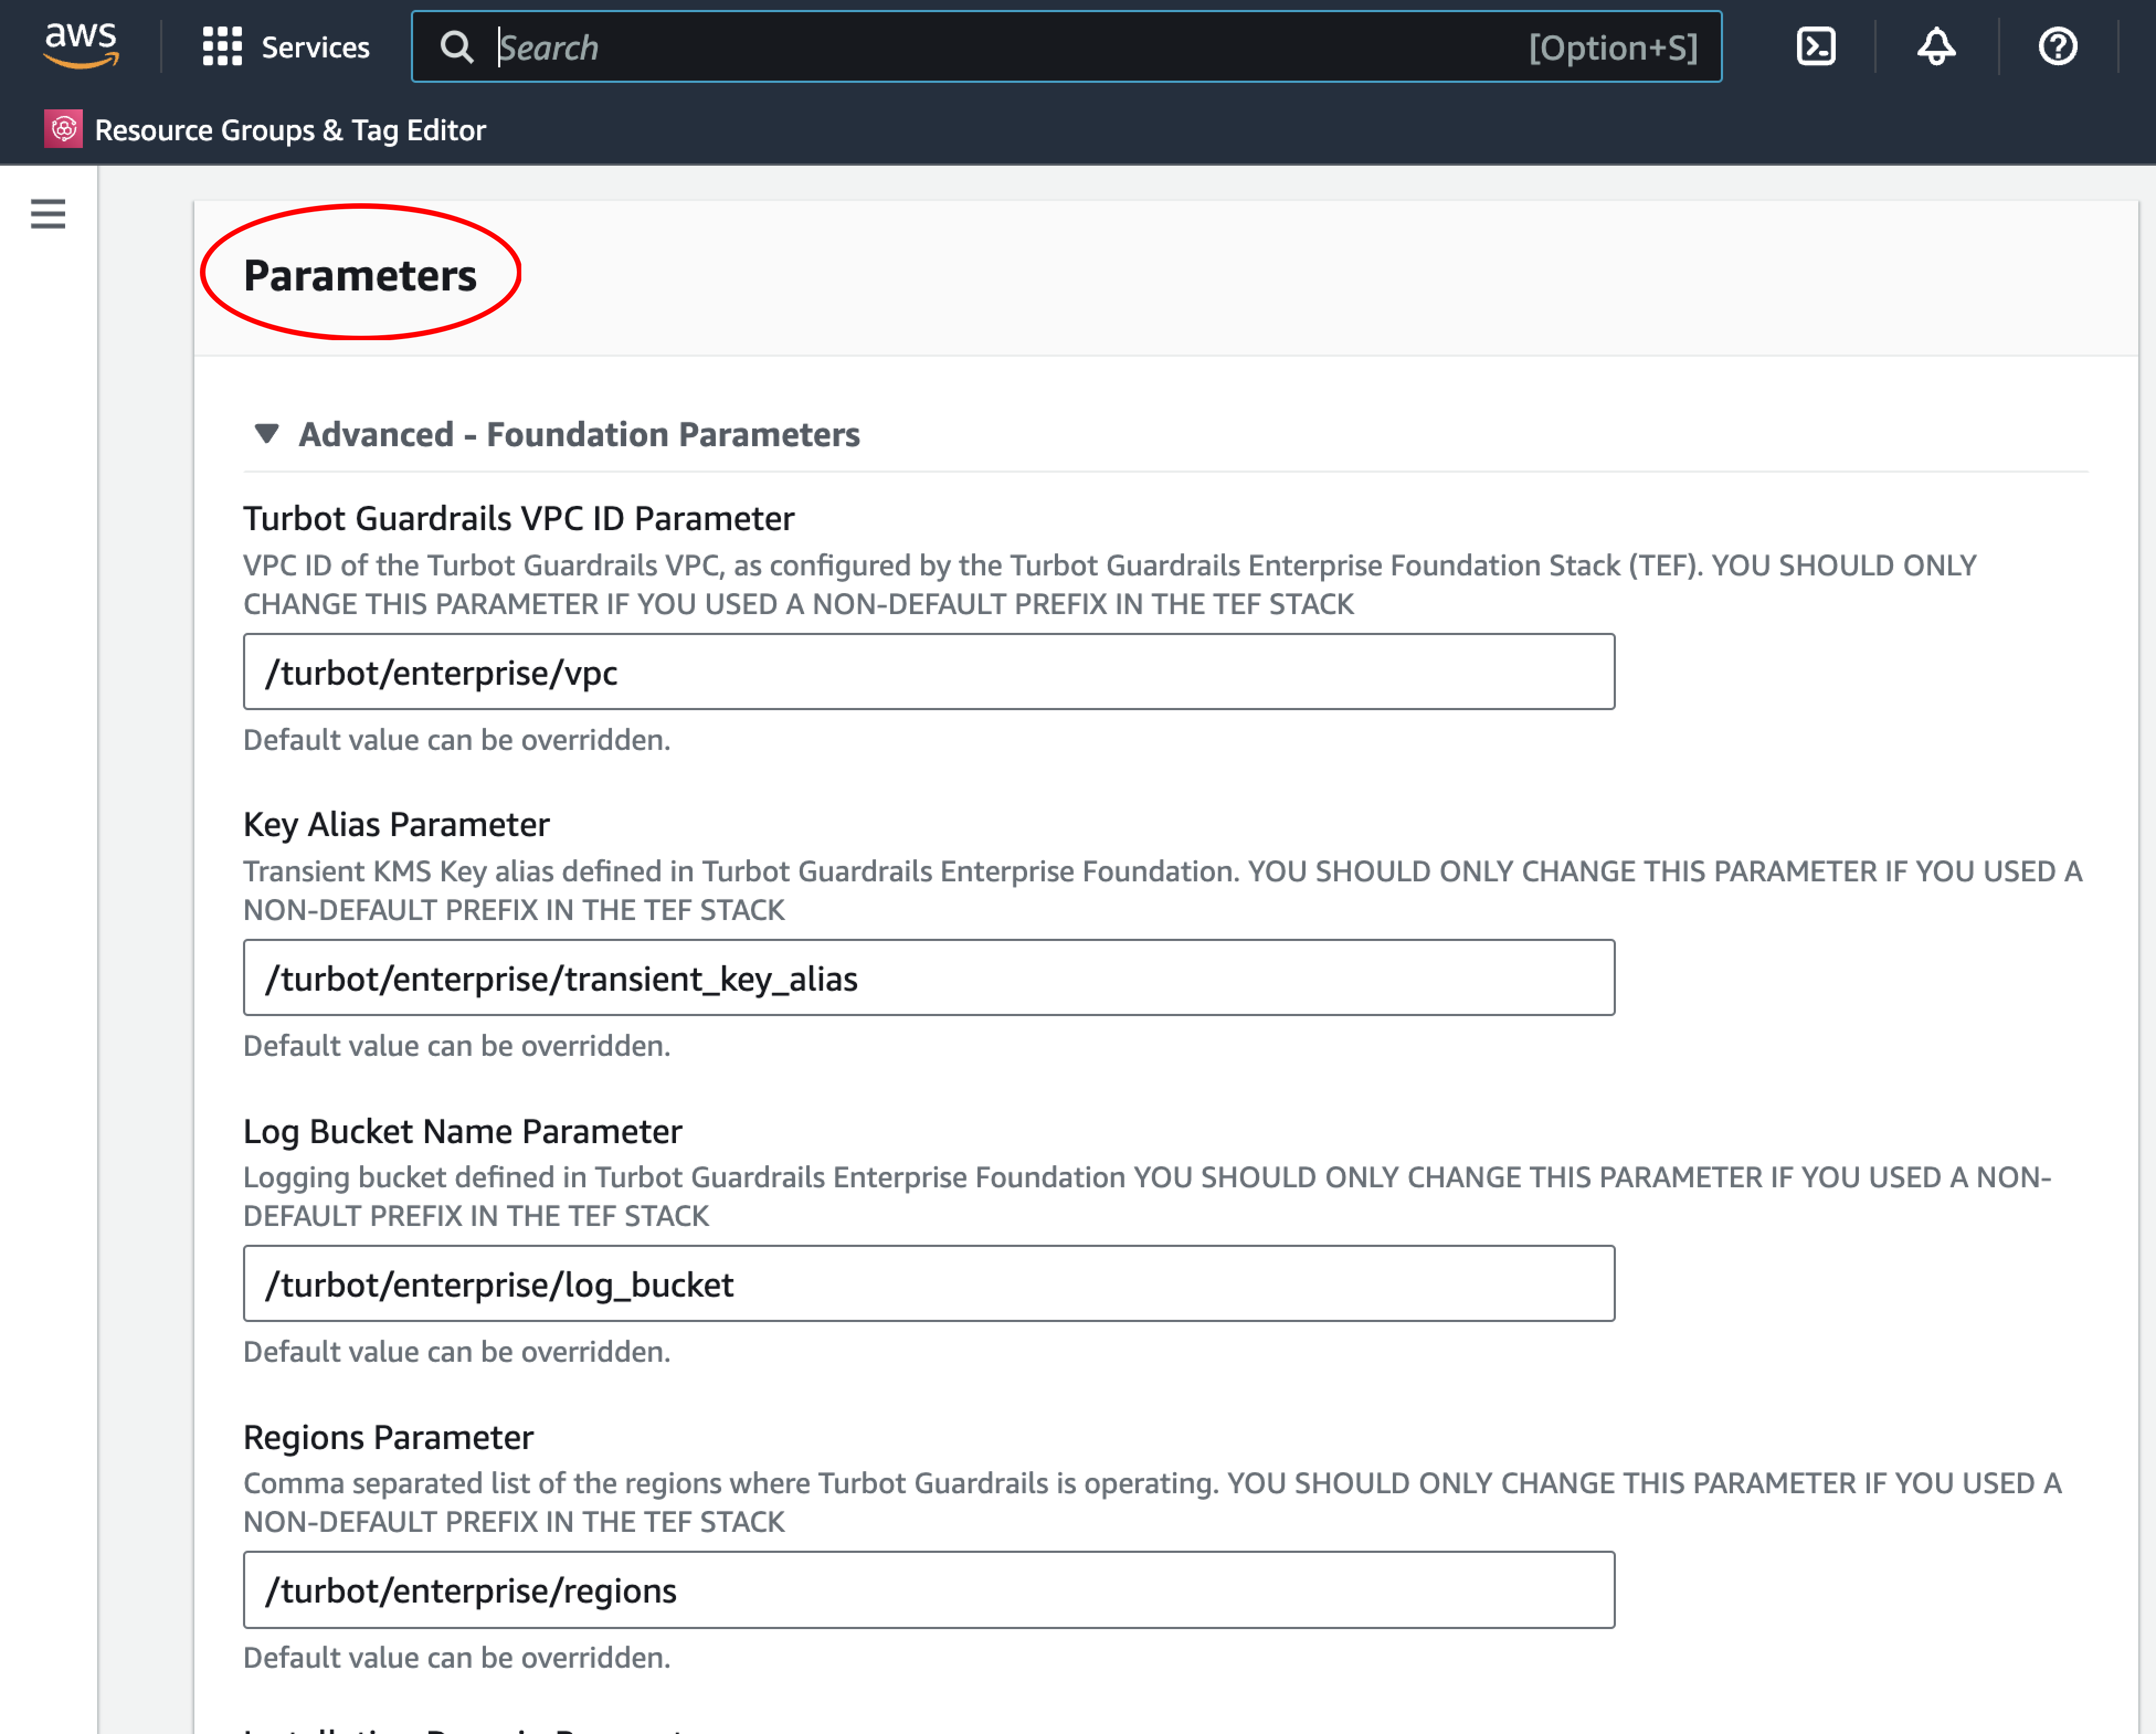 aws
Services
Search
[Option+S]
Resource Groups & Tag Editor
Parameters
Advanced - Foundation Parameters
Turbot Guardrails VPC ID Parameter
VPC ID of the Turbot Guardrails VPC, as configured by the Turbot Guardrails Enterprise Foundation Stack (TEF). YOU SHOULD ONLY
CHANGE THIS PARAMETER IF YOU USED A NON-DEFAULT PREFIX IN THE TEF STACK
/turbot/enterprise/vpc
Default value can be overridden.
Key Alias Parameter
Transient KMS Key alias defined in Turbot Guardrails Enterprise Foundation. YOU SHOULD ONLY CHANGE THIS PARAMETER IF YOU USED A
NON-DEFAULT PREFIX IN THE TEF STACK
/turbot/enterprise/transient_key_alias
Default value can be overridden.
Log Bucket Name Parameter
Logging bucket defined in Turbot Guardrails Enterprise Foundation YOU SHOULD ONLY CHANGE THIS PARAMETER IF YOU USED A NON-
DEFAULT PREFIX IN THE TEF STACK
/turbot/enterprise/log_bucket
Default value can be overridden.
Regions Parameter
Comma separated list of the regions where Turbot Guardrails is operating. YOU SHOULD ONLY CHANGE THIS PARAMETER IF YOU USED A
NON-DEFAULT PREFIX IN THE TEF STACK
/turbot/enterprise/regions
Default value can be overridden.